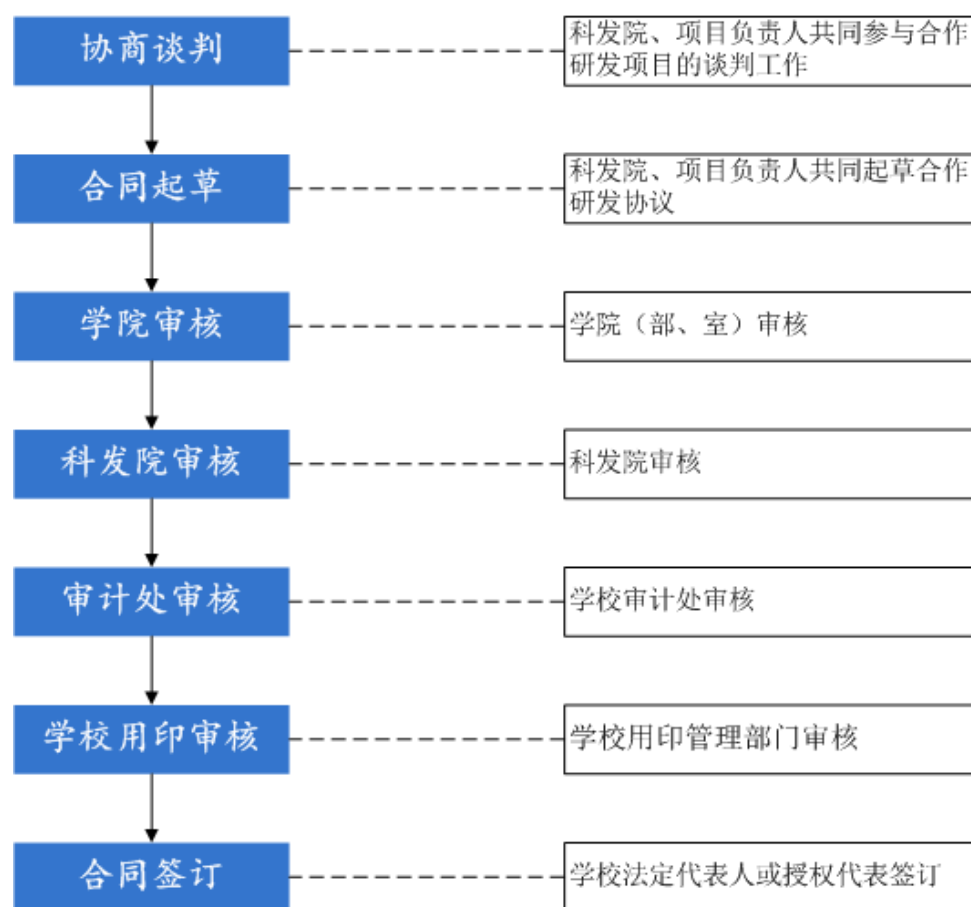 协商谈判
科发院、项目负责人共同参与合作
研发项目的谈判工作
合同起草
科发院、项目负责人共同起草合作
研发协议
学院审核
学院（部、室）审核
科发院审核
科发院审核
审计处审核
学校审计处审核
学校用印审核
学校用印管理部门审核
合同签订
学校法定代表人或授权代表签订